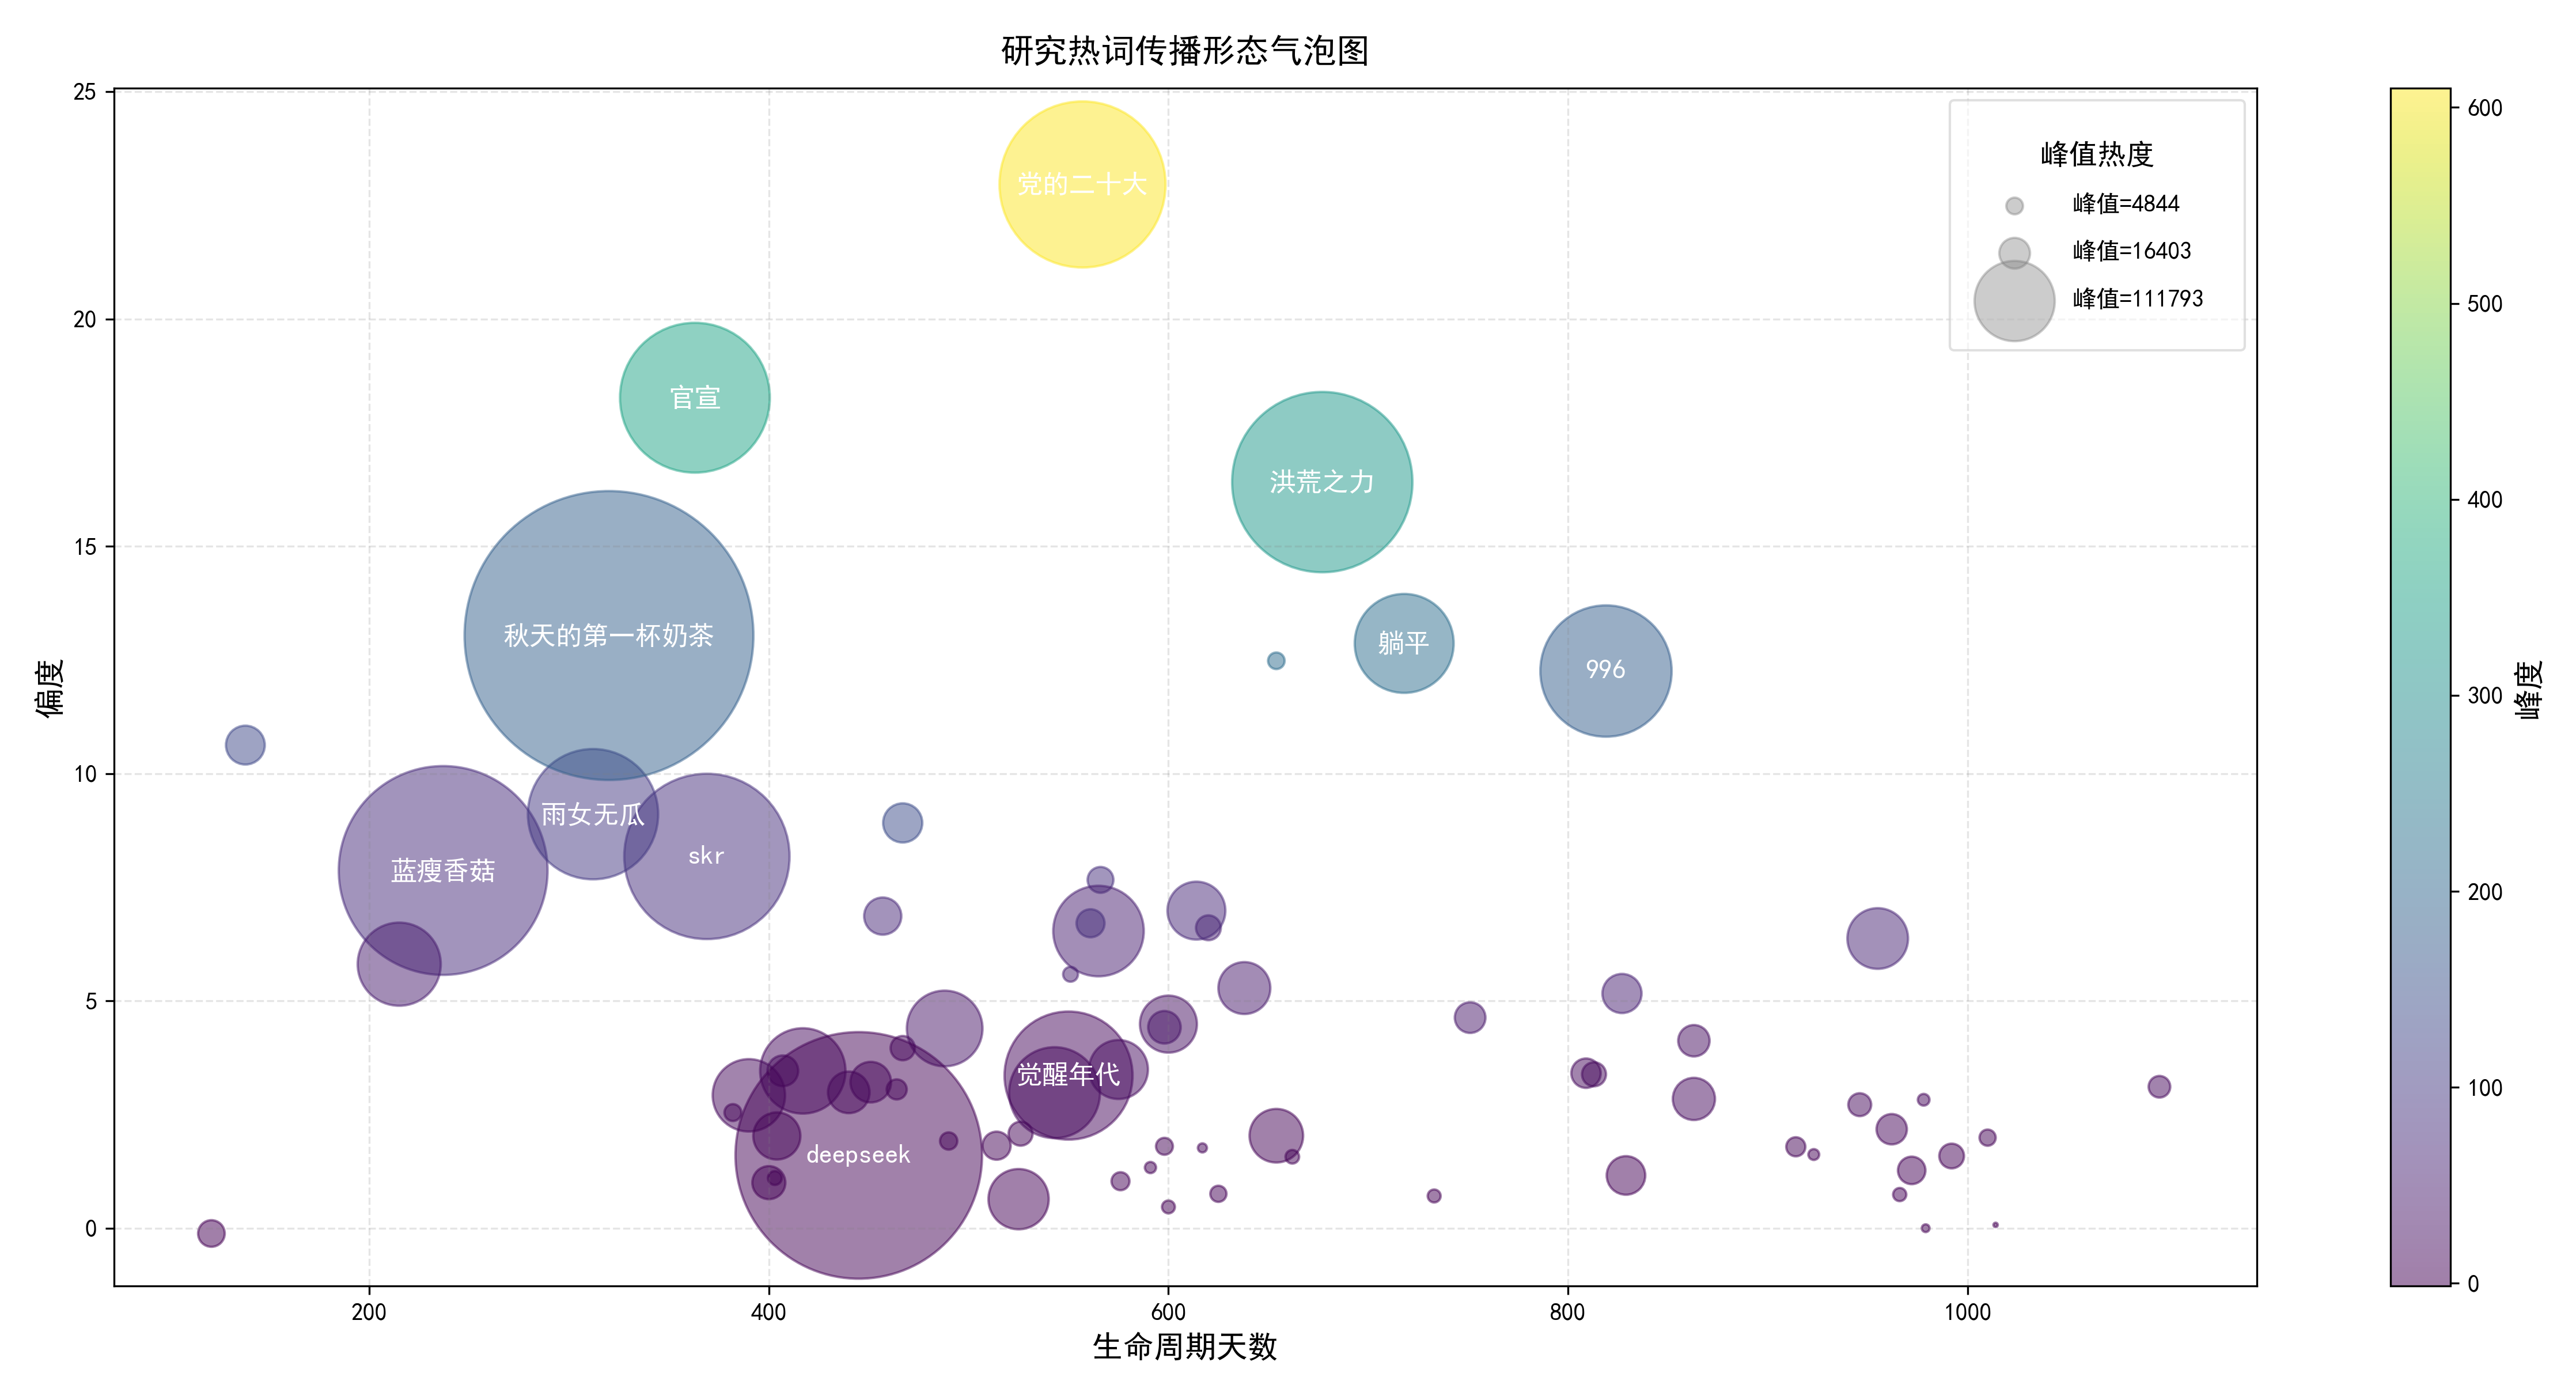 研究热词传播形态气泡图
25
20
15
10
5
0
偏度
200
400
600
800
1000
生命周期天数
党的二十大
官宣
洪荒之力
秋天的第一杯奶茶
躺平
996
雨女无瓜
skr
蓝瘦香菇
觉醒年代
deepseek
峰值热度
峰值=4844
峰值=16403
峰值=111793
600
500
400
300
200
100
0
峰度